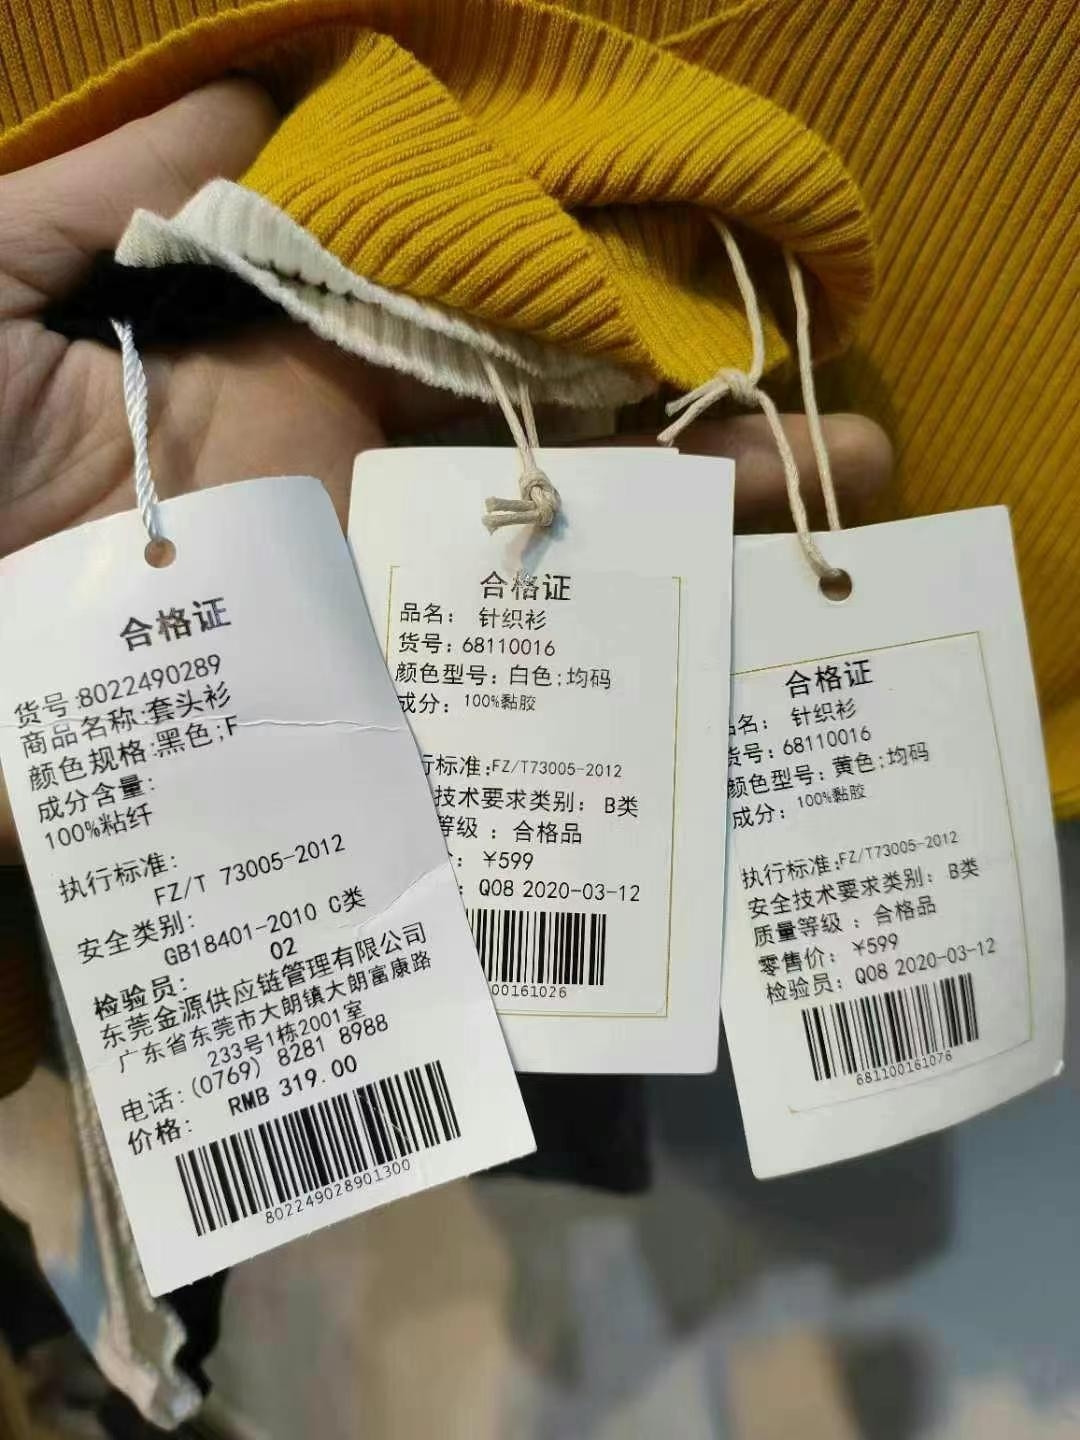 合格证
货号:8022490289
商品名称:套头衫
颜色规格:黑色;F
成分含量:
100%粘纤
执行标准:
FZ/T 73005-2012
安全类别:
GB18401-2010 C类
检验员: 02
东莞金源供应链管理有限公司
广东省东莞市大朗镇大朗富康路
233号1栋2001室
电话:(0769) 8281 8988
价格: RMB 319.00
802249028901300
合格证
品名: 针织衫
货号: 68110016
颜色型号: 白色;均码
成分: 100%黏胶
行标准:FZ/T73005-2012
技术要求类别: B类
等级 : 合格品
: ¥599
: Q08 2020-03-12
00161026
合格证
品名: 针织衫
货号: 68110016
颜色型号: 黄色;均码
成分: 100%黏胶
执行标准:FZ/T73005-2012
安全技术要求类别: B类
质量等级 : 合格品
零售价: ¥599
检验员: Q08 2020-03-12
681100161076